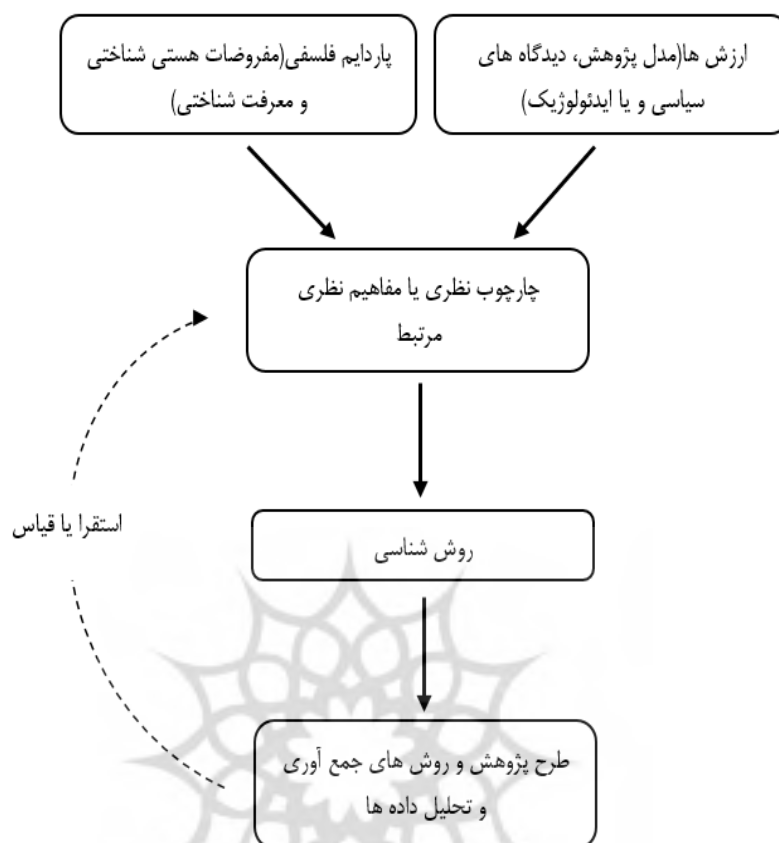 ارزش ها(مدل پژوهش، دیدگاه های
سیاسی و یا ایدئولوژیک)
پاردایم فلسفی(مفروضات هستی شناختی
و معرفت شناختی)
چارچوب نظری یا مفاهیم نظری
مرتبط
استقرا یا قیاس
روش شناسی
طرح پژوهش و روش های جمع آوری
و تحلیل داده ها